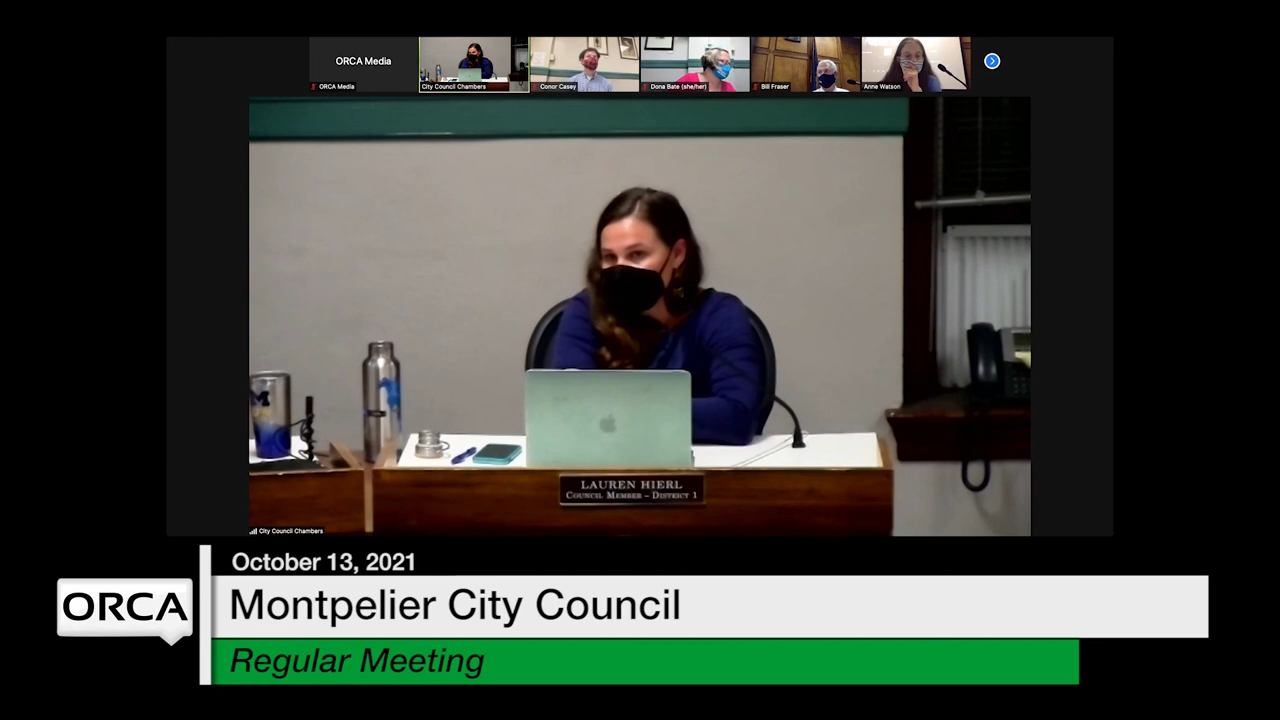 ORCA Media
ORCA Media
City Council Chambers
Conor Casey
Dona Bate (she/her)
Bill Fraser
Anne Watson
M
LAUREN HIERL
COUNCIL MEMBER – DISTRICT 1
City Council Chambers
October 13, 2021
ORCA
Montpelier City Council
Regular Meeting